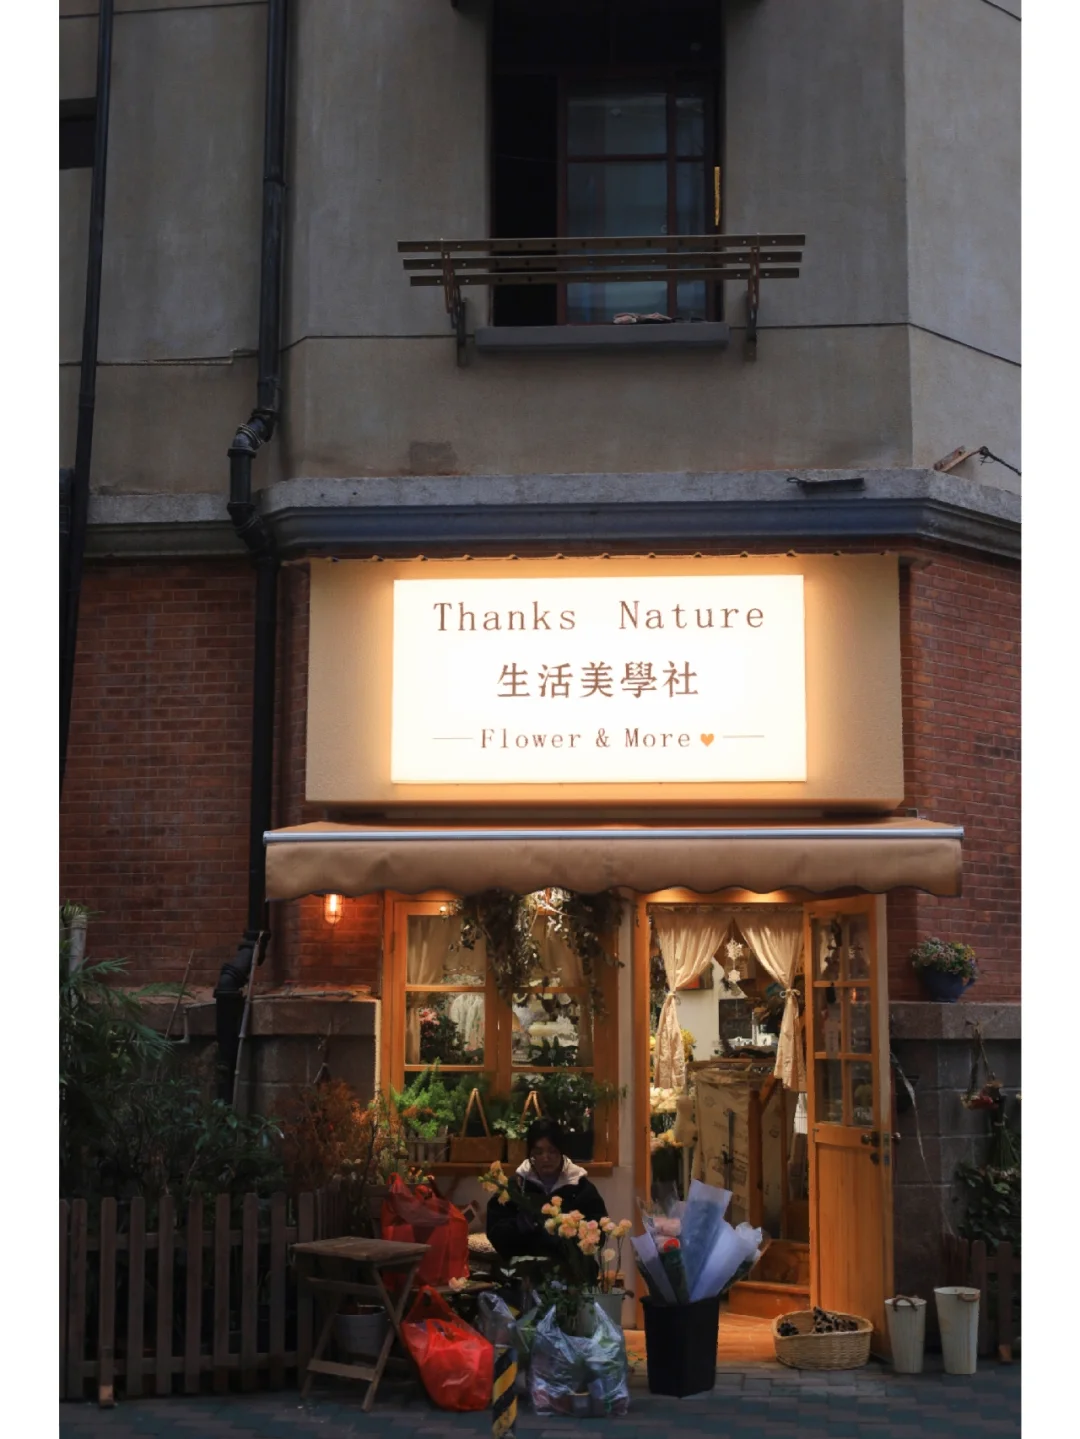 Thanks Nature
生活美學社
Flower & More